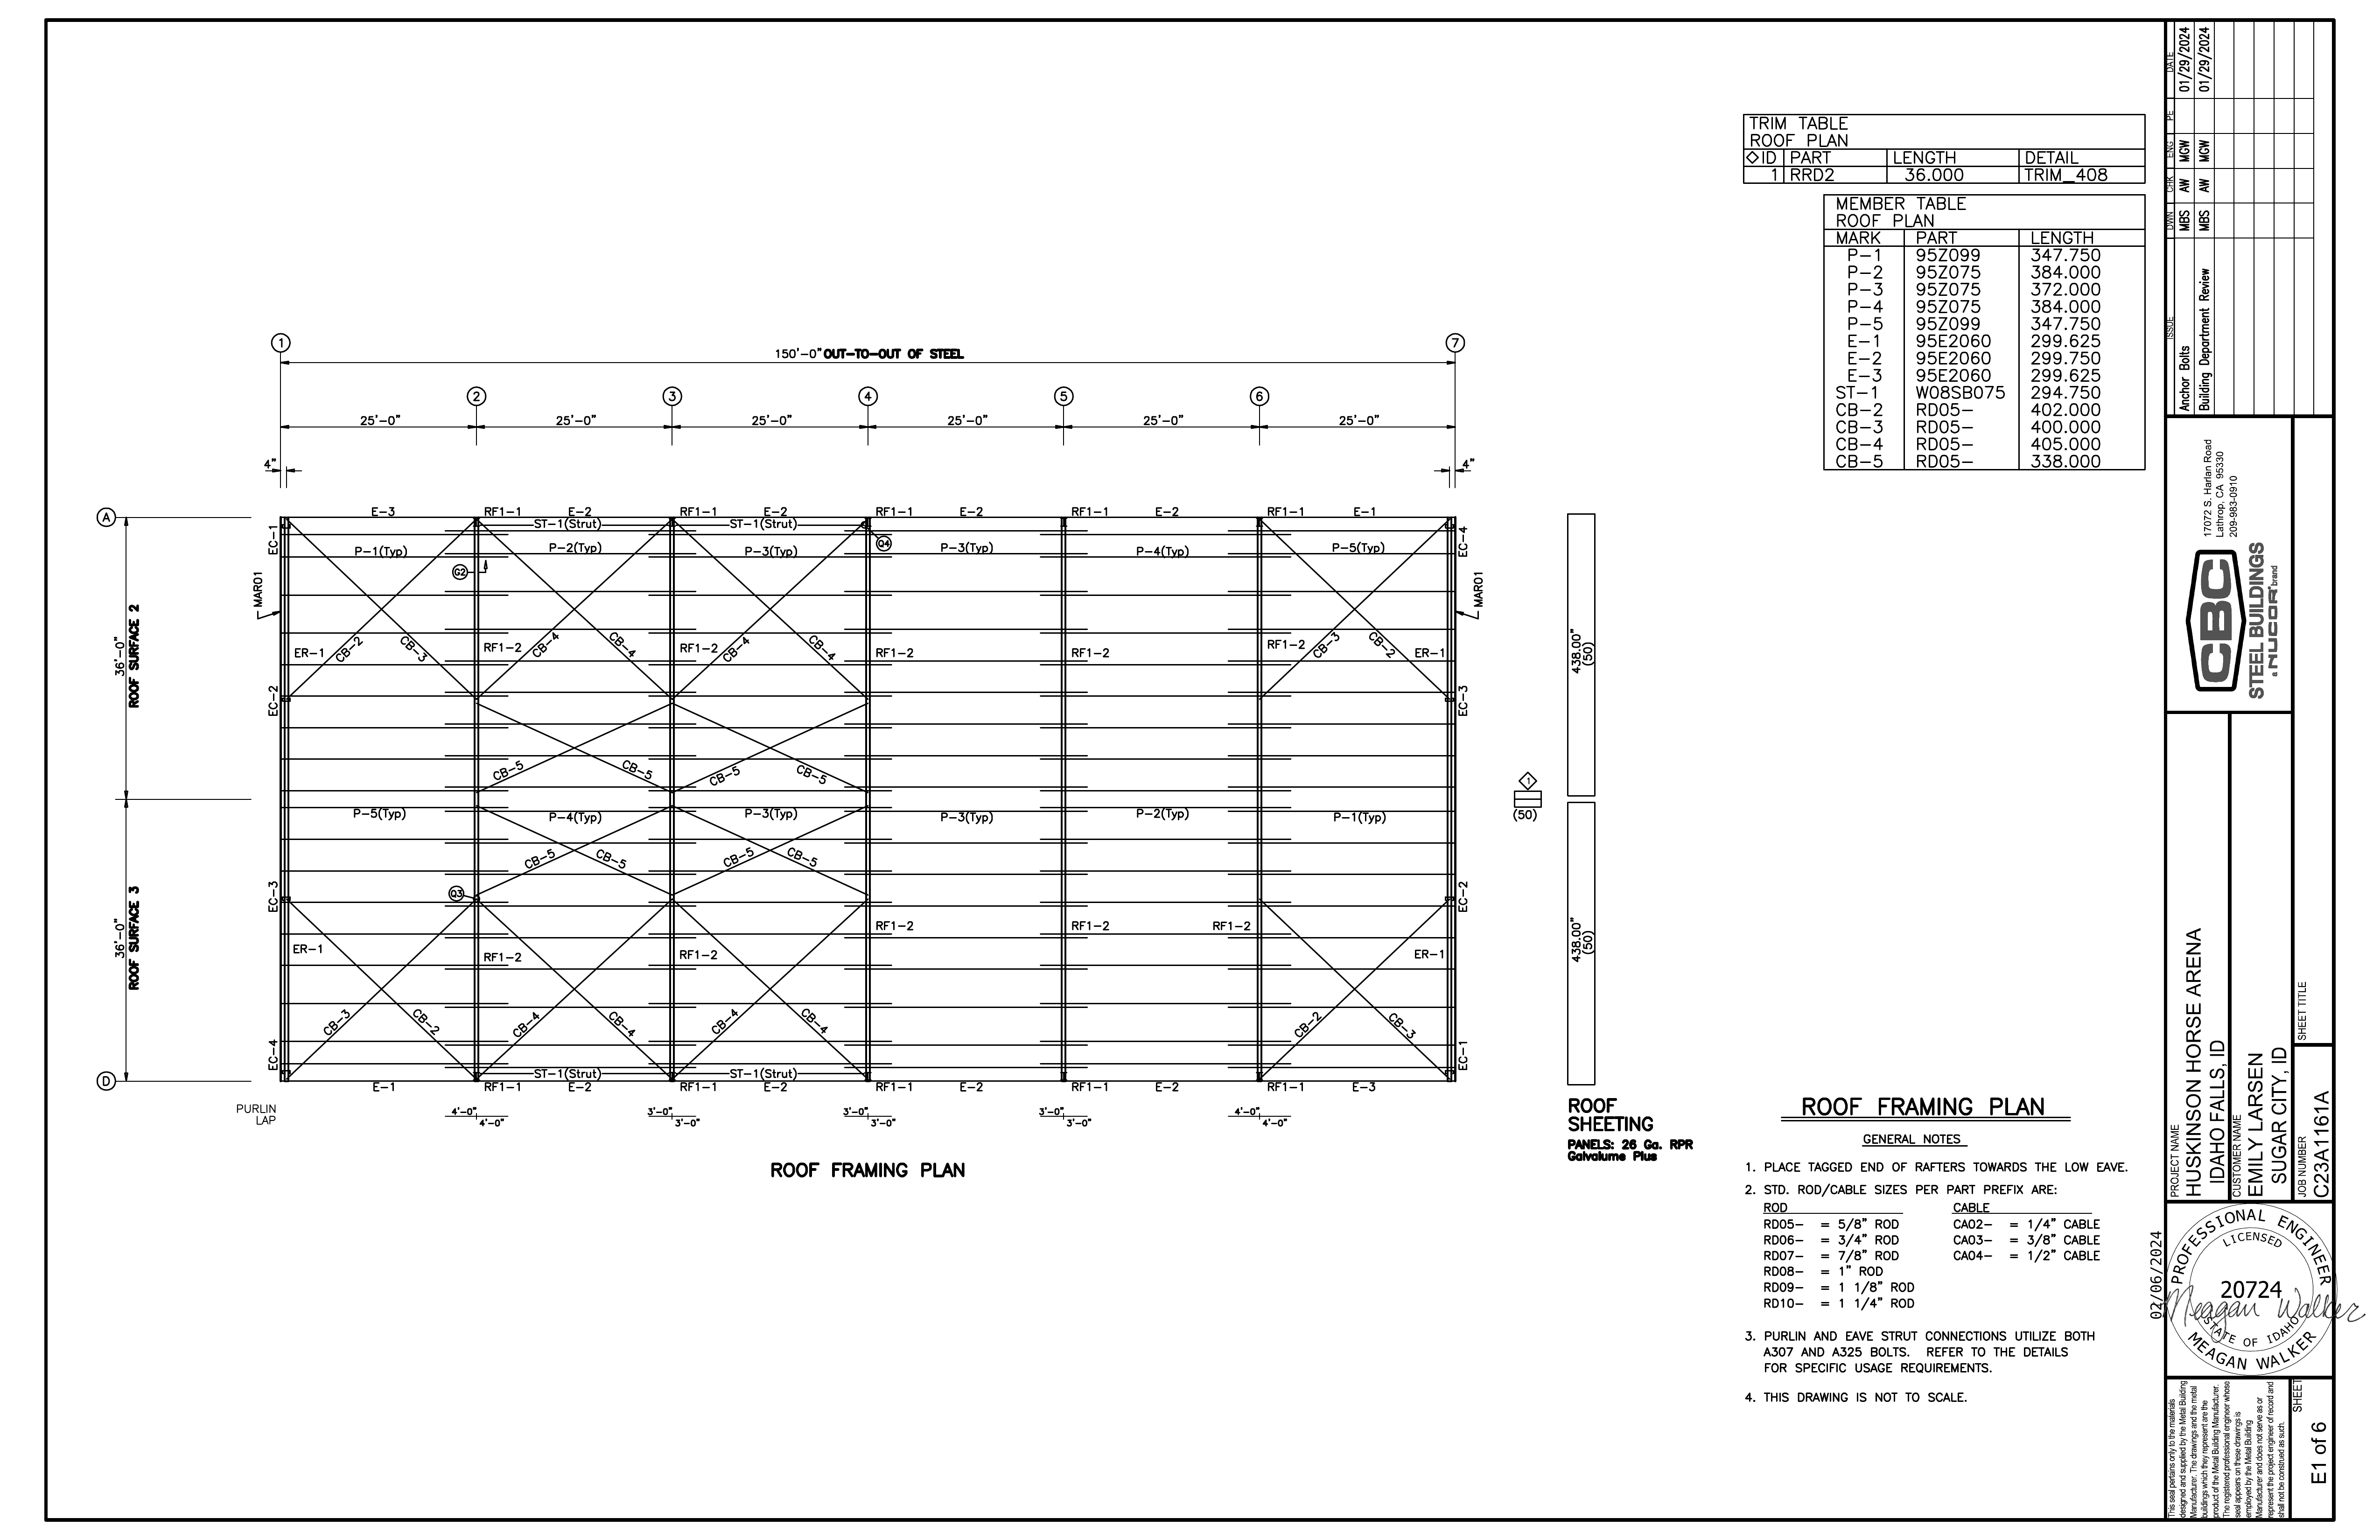 TRIM TABLE
ROOF PLAN
◇ID PART LENGTH DETAIL
1 RRD2 36.000 TRIM_408
MEMBER TABLE
ROOF PLAN
MARK PART LENGTH
P-1 95Z099 347.750
P-2 95Z075 384.000
P-3 95Z075 372.000
P-4 95Z075 384.000
P-5 95Z099 347.750
E-1 95E2060 299.625
E-2 95E2060 299.750
E-3 95E2060 299.625
ST-1 W08SB075 294.750
CB-2 RD05- 402.000
CB-3 RD05- 400.000
CB-4 RD05- 405.000
CB-5 RD05- 338.000
1 7
150'-0" OUT-TO-OUT OF STEEL
2 3 4 5 6
25'-0" 25'-0" 25'-0" 25'-0" 25'-0" 25'-0"
4" 4"
A
E-3 RF1-1 E-2 RF1-1 E-2 RF1-1 E-2 RF1-1 E-2 RF1-1 E-1
ST-1(Strut) ST-1(Strut)
EC-1 EC-4
P-1(Typ) P-2(Typ) P-3(Typ) Q4 P-3(Typ) P-4(Typ) P-5(Typ)
G2
MAR01 MAR01
36'-0"
ROOF SURFACE 2
ER-1 CB-2 CB-3 RF1-2 CB-4 CB-4 RF1-2 CB-4 CB-4 RF1-2 RF1-2 RF1-2 CB-3 CB-2 ER-1
EC-2 EC-3
CB-5 CB-5 CB-5 CB-5
P-5(Typ) P-4(Typ) P-3(Typ) P-3(Typ) P-2(Typ) P-1(Typ)
CB-5 CB-5 CB-5 CB-5
EC-3 Q3 EC-2
36'-0"
ROOF SURFACE 3
RF1-2 RF1-2 RF1-2
ER-1 RF1-2 RF1-2 ER-1
CB-3 CB-2 CB-4 CB-4 CB-4 CB-4 CB-2 CB-3
EC-4 EC-1
ST-1(Strut) ST-1(Strut)
D
E-1 RF1-1 E-2 RF1-1 E-2 RF1-1 E-2 RF1-1 E-2 RF1-1 E-3
PURLIN
LAP
4'-0" 3'-0" 3'-0" 3'-0" 4'-0"
4'-0" 3'-0" 3'-0" 3'-0" 4'-0"
ROOF FRAMING PLAN
438.00"
(50)
1
(50)
438.00"
(50)
ROOF
SHEETING
PANELS: 26 Ga. RPR
Galvalume Plus
ROOF FRAMING PLAN
GENERAL NOTES
1. PLACE TAGGED END OF RAFTERS TOWARDS THE LOW EAVE.
2. STD. ROD/CABLE SIZES PER PART PREFIX ARE:
ROD CABLE
RD05- = 5/8" ROD CA02- = 1/4" CABLE
RD06- = 3/4" ROD CA03- = 3/8" CABLE
RD07- = 7/8" ROD CA04- = 1/2" CABLE
RD08- = 1" ROD
RD09- = 1 1/8" ROD
RD10- = 1 1/4" ROD
3. PURLIN AND EAVE STRUT CONNECTIONS UTILIZE BOTH
A307 AND A325 BOLTS. REFER TO THE DETAILS
FOR SPECIFIC USAGE REQUIREMENTS.
4. THIS DRAWING IS NOT TO SCALE.
ISSUE DWN CHK ENG PE DATE
Anchor Bolts MBS AW MGW 01/29/2024
Building Department Review MBS AW MGW 01/29/2024
17072 S. Harlan Road
Lathrop, CA 95330
209-983-0910
CBC
STEEL BUILDINGS
a NUCOR® brand
PROJECT NAME
HUSKINSON HORSE ARENA
IDAHO FALLS, ID
CUSTOMER NAME
EMILY LARSEN
SUGAR CITY, ID
SHEET TITLE
JOB NUMBER
C23A1161A
02/06/2024
PROFESSIONAL ENGINEER
LICENSED
20724
Meagan Walker
STATE OF IDAHO
MEAGAN WALKER
This seal pertains only to the materials
designed and supplied by the Metal Building
Manufacturer. The drawings and the metal
buildings which they represent are the
product of the Metal Building Manufacturer.
The registered professional engineer whose
seal appears on these drawings is
employed by the Metal Building
Manufacturer and does not serve as or
represent the project engineer of record and
shall not be construed as such.
SHEET
E1 of 6